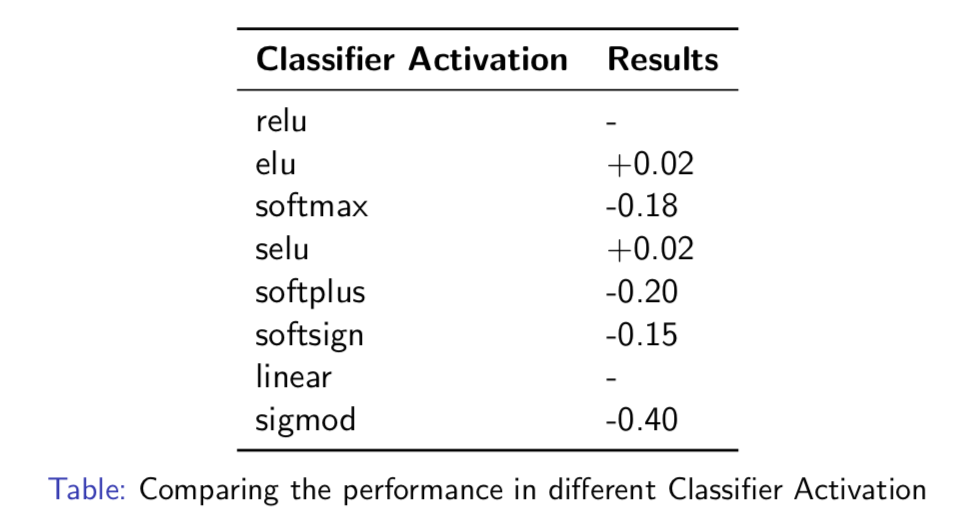 Classifier Activation Results
relu -
elu +0.02
softmax -0.18
selu +0.02
softplus -0.20
softsign -0.15
linear -
sigmod -0.40
Table: Comparing the performance in different Classifier Activation